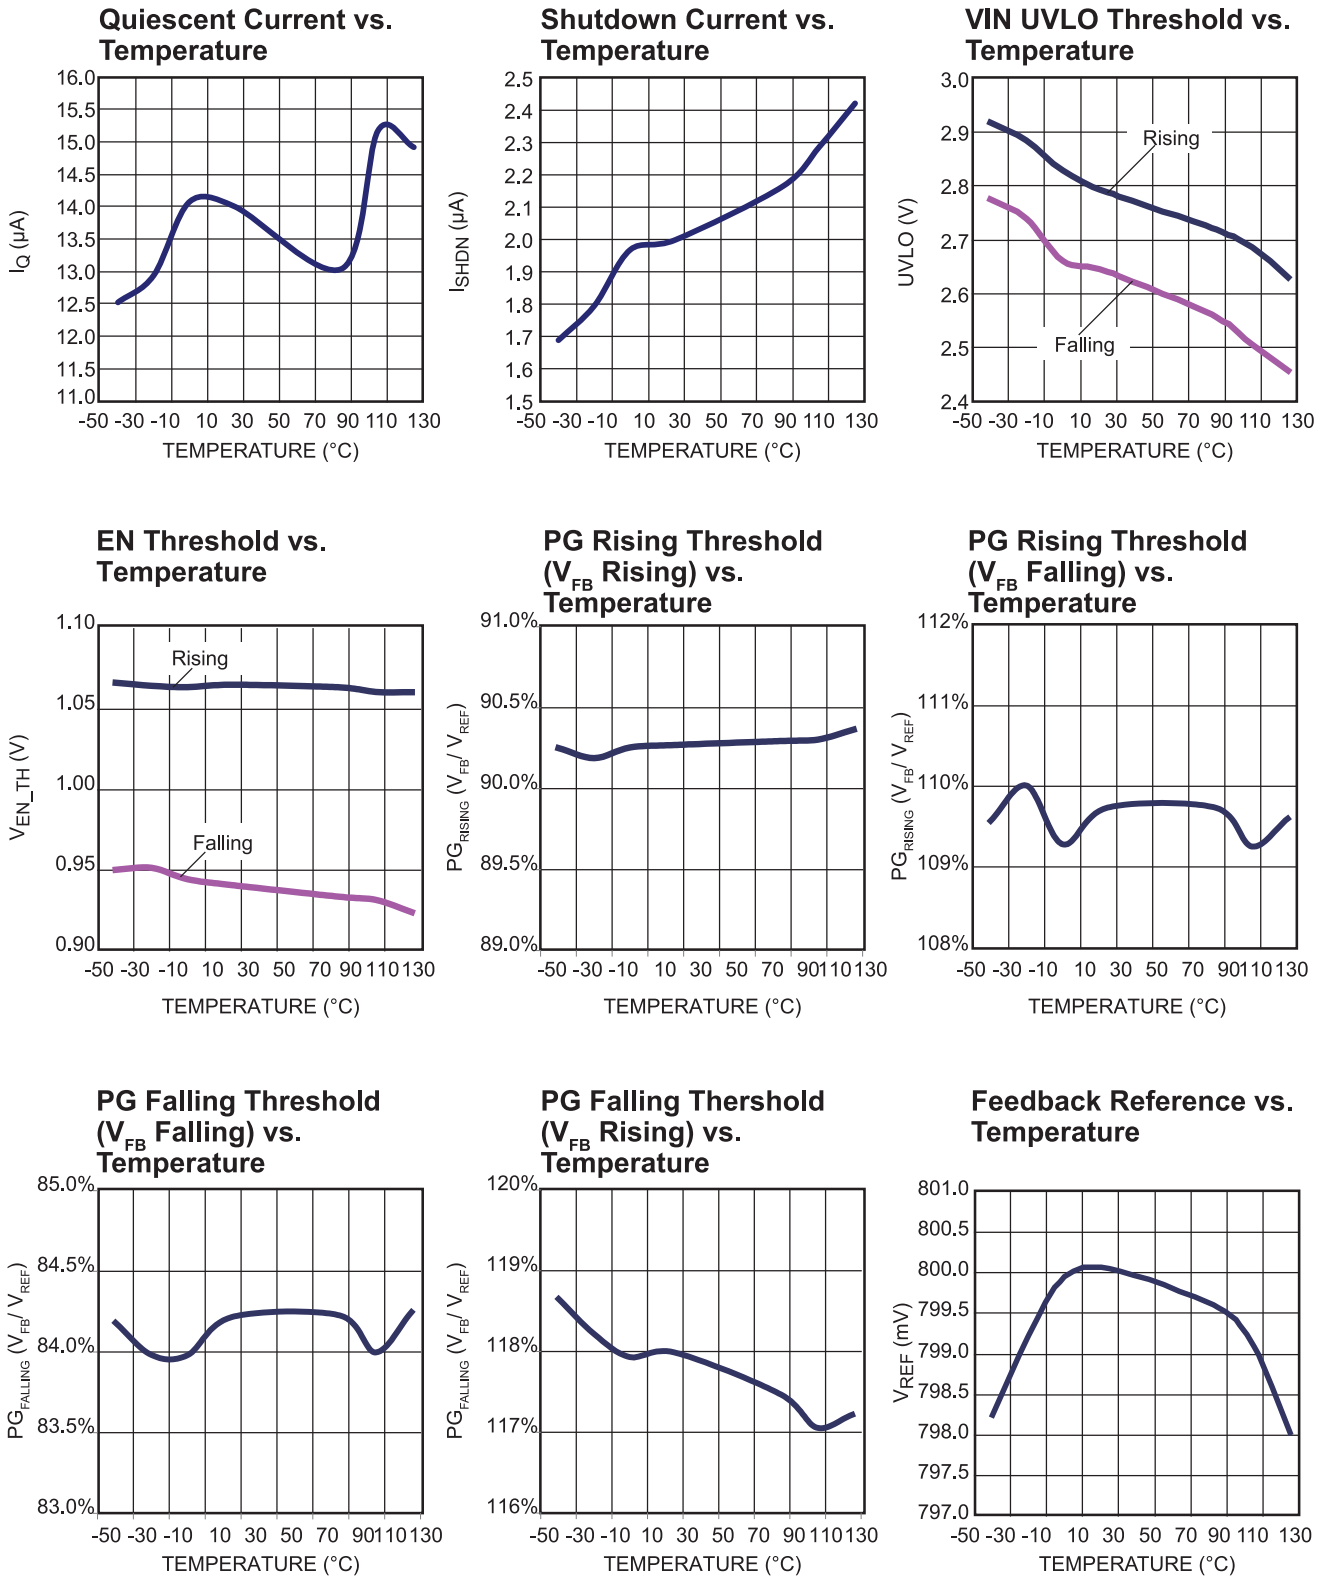 Quiescent Current vs.
Temperature
16.0
15.5
15.0
14.5
14.0
13.5
13.0
12.5
12.0
11.5
11.0
IQ (µA)
-50 -30 -10 10 30 50 70 90 110 130
TEMPERATURE (°C)
Shutdown Current vs.
Temperature
2.5
2.4
2.3
2.2
2.1
2.0
1.9
1.8
1.7
1.6
1.5
ISHDN (µA)
-50 -30 -10 10 30 50 70 90 110 130
TEMPERATURE (°C)
VIN UVLO Threshold vs.
Temperature
3.0
2.9
2.8
2.7
2.6
2.5
2.4
UVLO (V)
Rising
Falling
-50 -30 -10 10 30 50 70 90 110 130
TEMPERATURE (°C)
EN Threshold vs.
Temperature
1.10
1.05
1.00
0.95
0.90
VEN_TH (V)
Rising
Falling
-50 -30 -10 10 30 50 70 90 110 130
TEMPERATURE (°C)
PG Rising Threshold
(VFB Rising) vs.
Temperature
91.0%
90.5%
90.0%
89.5%
89.0%
PGRISING (VFB/ VREF)
-50 -30 -10 10 30 50 70 90 110 130
TEMPERATURE (°C)
PG Rising Threshold
(VFB Falling) vs.
Temperature
112%
111%
110%
109%
108%
PGRISING (VFB/ VREF)
-50 -30 -10 10 30 50 70 90 110 130
TEMPERATURE (°C)
PG Falling Threshold
(VFB Falling) vs.
Temperature
85.0%
84.5%
84.0%
83.5%
83.0%
PGFALLING (VFB/ VREF)
-50 -30 -10 10 30 50 70 90 110 130
TEMPERATURE (°C)
PG Falling Thershold
(VFB Rising) vs.
Temperature
120%
119%
118%
117%
116%
PGFALLING (VFB/ VREF)
-50 -30 -10 10 30 50 70 90 110 130
TEMPERATURE (°C)
Feedback Reference vs.
Temperature
801.0
800.5
800.0
799.5
799.0
798.5
798.0
797.5
797.0
VREF (mV)
-50 -30 -10 10 30 50 70 90 110 130
TEMPERATURE (°C)